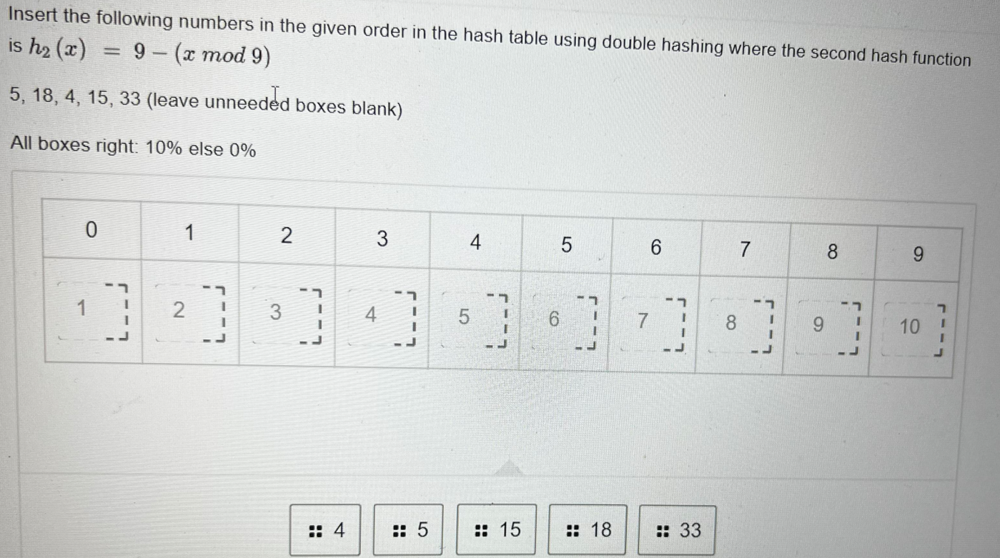 Insert the following numbers in the given order in the hash table using double hashing where the second hash function
is h₂(x) = 9 − (x mod 9)
5, 18, 4, 15, 33 (leave unneeded boxes blank)
All boxes right: 10% else 0%
0 1 2 3 4 5 6 7 8 9
1 2 3 4 5 6 7 8 9 10
4 5 15 18 33